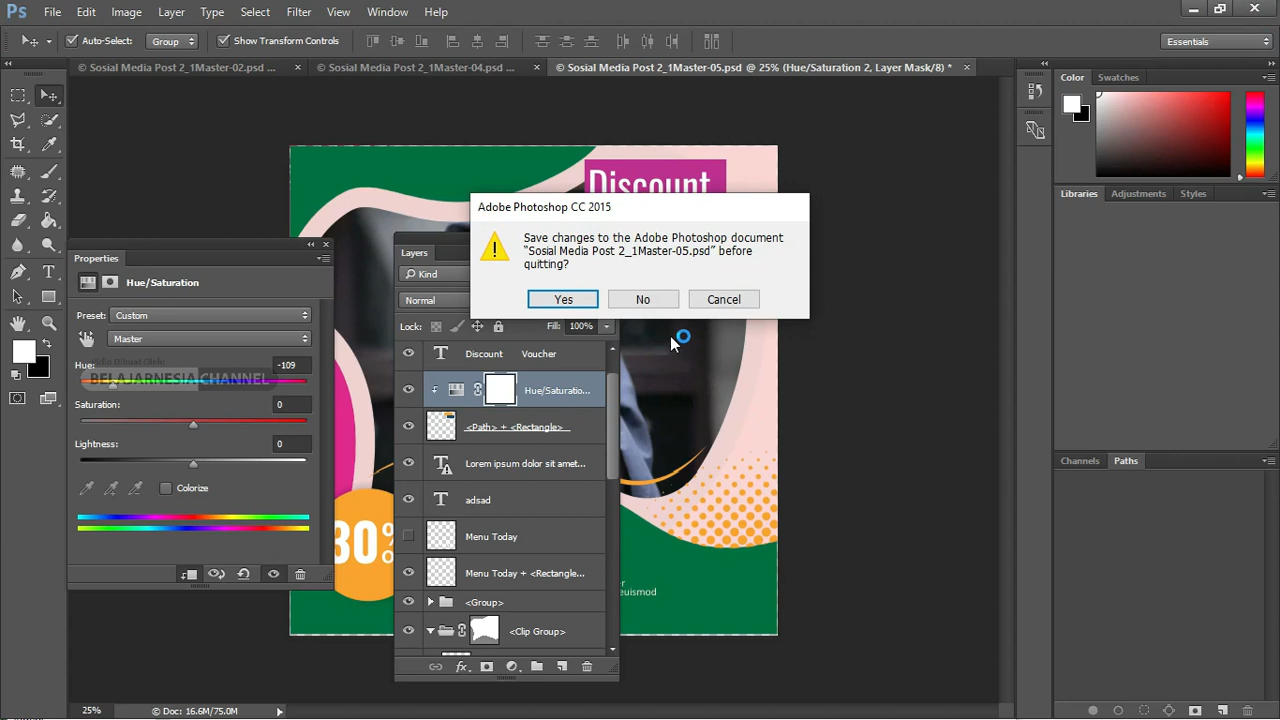 Ps File Edit Image Layer Type Select Filter View Window Help
Auto-Select: Group Show Transform Controls Essentials
© Sosial Media Post 2_1Master-02.psd ... × © Sosial Media Post 2_1Master-04.psd ... × © Sosial Media Post 2_1Master-05.psd @ 25% (Hue/Saturation 2, Layer Mask/8) * ×
Color Swatches
Discount
Libraries Adjustments Styles
Adobe Photoshop CC 2015
Save changes to the Adobe Photoshop document
“Sosial Media Post 2_1Master-05.psd” before
quitting?
Yes No Cancel
Properties
Hue/Saturation
Preset: Custom
Master
Hue: -109
Vidio Dibuat Oleh:
BELAJARNESIA CHANNEL
Saturation: 0
Lightness: 0
Colorize
Layers
Kind
Normal
Lock: Fill: 100%
Discount Voucher
Hue/Saturatio...
<Path> + <Rectangle>
Lorem ipsum dolor sit amet...
adsad
Menu Today
Menu Today + <Rectangle...
<Group>
<Clip Group>
30%
euismod
Channels Paths
25% © Doc: 16.6M/75.0M